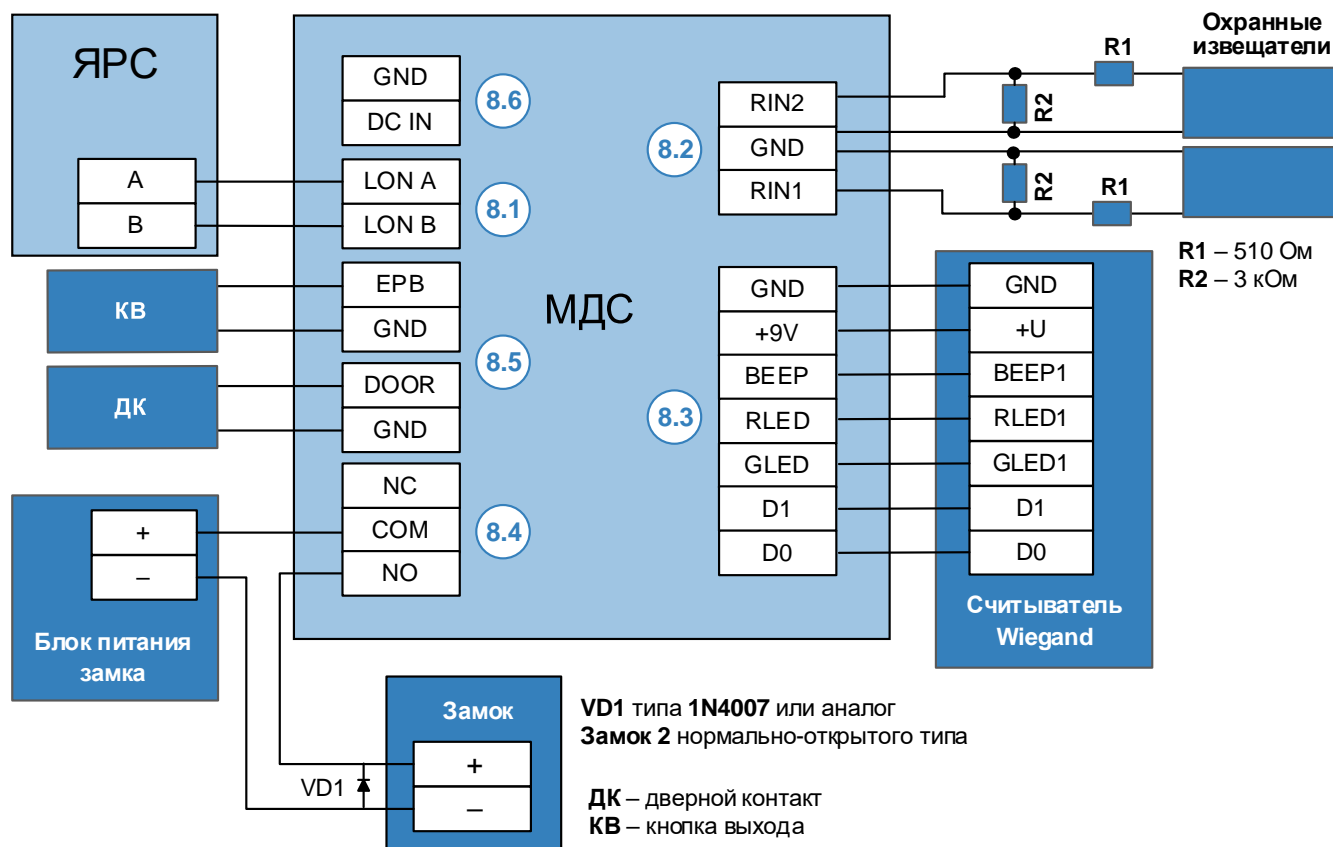 ЯРС
A
B
КВ
ДК
+
–
Блок питания
замка
GND
DC IN
8.6
LON A
LON B
8.1
EPB
GND
8.5
DOOR
GND
NC
COM
NO
8.4
МДС
RIN2
GND
RIN1
8.2
GND
+9V
BEEP
RLED
GLED
D1
D0
8.3
R1
R2
R2
R1
Охранные
извещатели
R1 – 510 Ом
R2 – 3 кОм
GND
+U
BEEP1
RLED1
GLED1
D1
D0
Считыватель
Wiegand
Замок
+
–
VD1
VD1 типа 1N4007 или аналог
Замок 2 нормально-открытого типа
ДК – дверной контакт
КВ – кнопка выхода